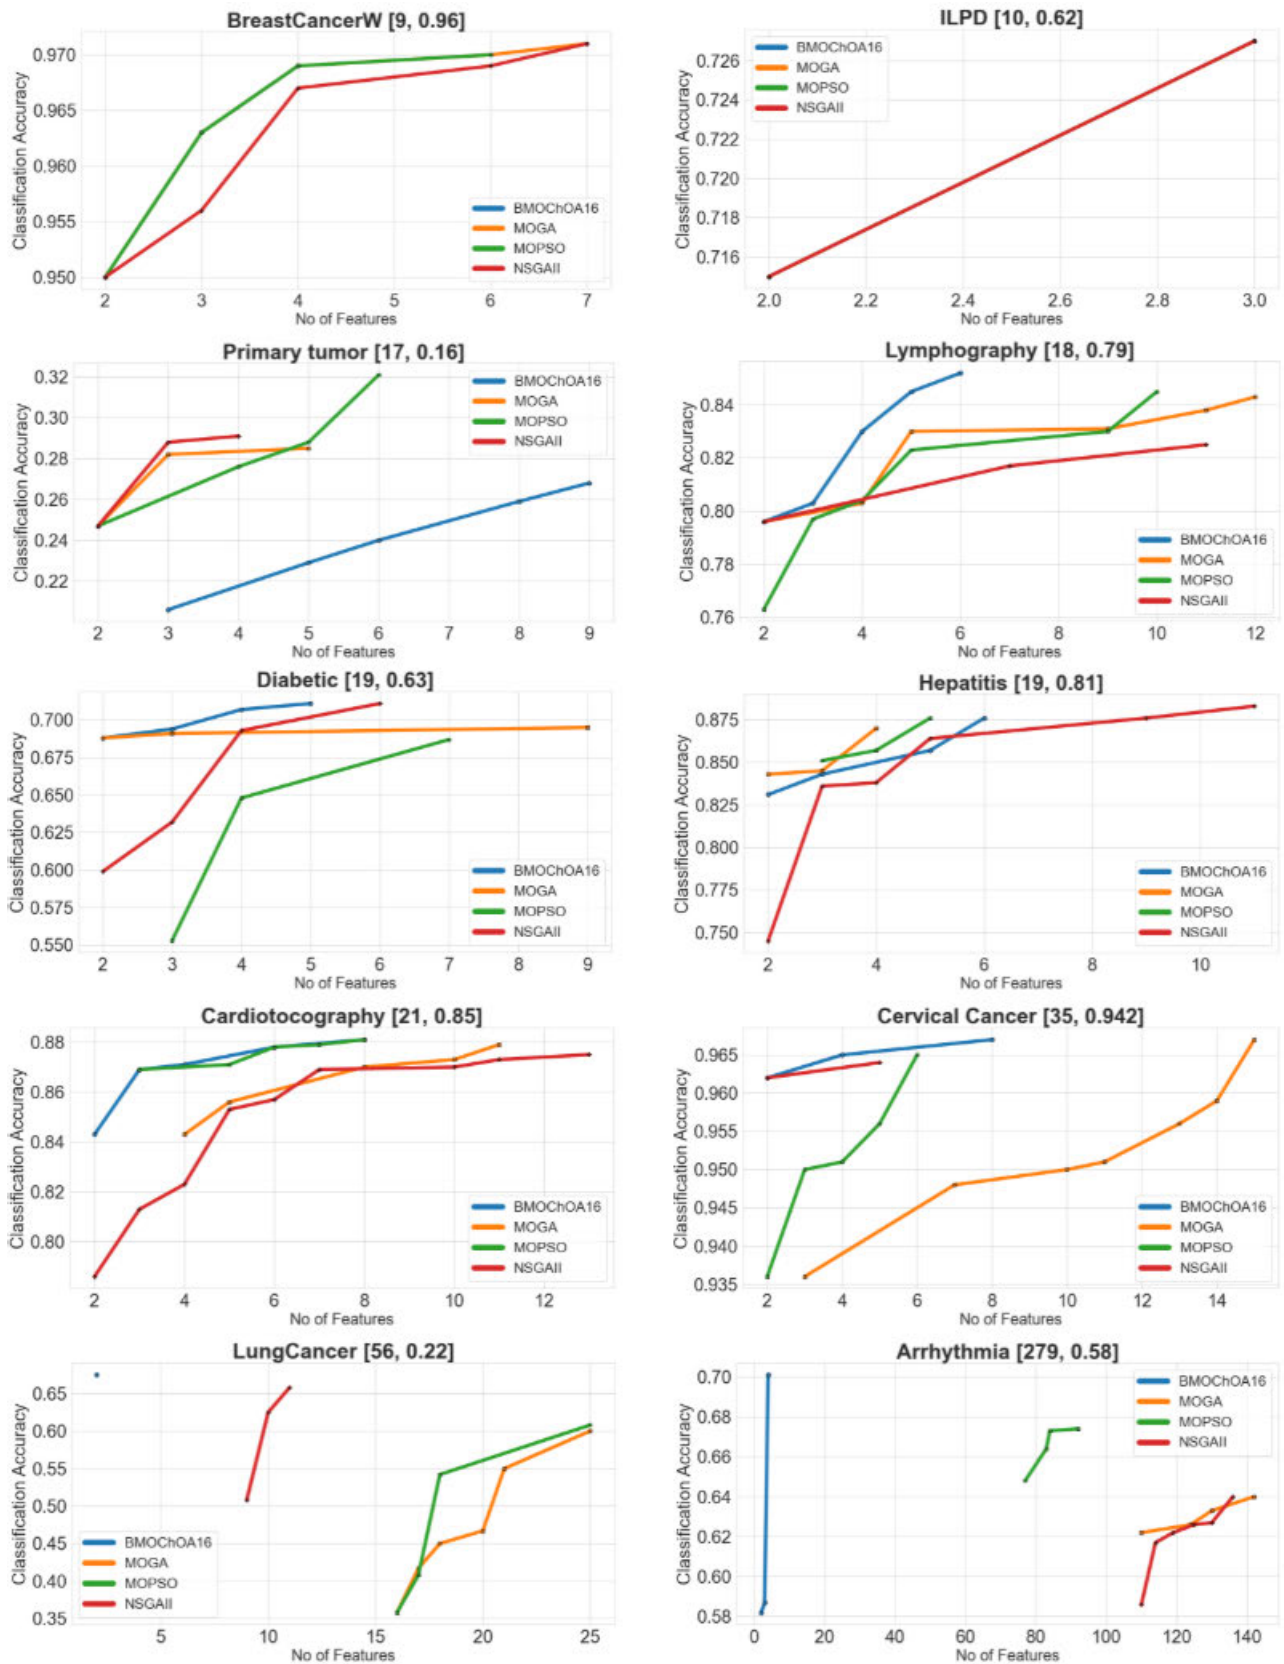 BreastCancerW [9, 0.96]
Classification Accuracy
0.970
0.965
0.960
0.955
0.950
BMOChOA16
MOGA
MOPSO
NSGAII
2 3 4 5 6 7
No of Features
ILPD [10, 0.62]
Classification Accuracy
0.726
0.724
0.722
0.720
0.718
0.716
BMOChOA16
MOGA
MOPSO
NSGAII
2.0 2.2 2.4 2.6 2.8 3.0
No of Features
Primary tumor [17, 0.16]
Classification Accuracy
0.32
0.30
0.28
0.26
0.24
0.22
BMOChOA16
MOGA
MOPSO
NSGAII
2 3 4 5 6 7 8 9
No of Features
Lymphography [18, 0.79]
Classification Accuracy
0.84
0.82
0.80
0.78
0.76
BMOChOA16
MOGA
MOPSO
NSGAII
2 4 6 8 10 12
No of Features
Diabetic [19, 0.63]
Classification Accuracy
0.700
0.675
0.650
0.625
0.600
0.575
0.550
BMOChOA16
MOGA
MOPSO
NSGAII
2 3 4 5 6 7 8 9
No of Features
Hepatitis [19, 0.81]
Classification Accuracy
0.875
0.850
0.825
0.800
0.775
0.750
BMOChOA16
MOGA
MOPSO
NSGAII
2 4 6 8 10
No of Features
Cardiotocography [21, 0.85]
Classification Accuracy
0.88
0.86
0.84
0.82
0.80
BMOChOA16
MOGA
MOPSO
NSGAII
2 4 6 8 10 12
No of Features
Cervical Cancer [35, 0.942]
Classification Accuracy
0.965
0.960
0.955
0.950
0.945
0.940
0.935
BMOChOA16
MOGA
MOPSO
NSGAII
2 4 6 8 10 12 14
No of Features
LungCancer [56, 0.22]
Classification Accuracy
0.65
0.60
0.55
0.50
0.45
0.40
0.35
BMOChOA16
MOGA
MOPSO
NSGAII
5 10 15 20 25
No of Features
Arrhythmia [279, 0.58]
Classification Accuracy
0.70
0.68
0.66
0.64
0.62
0.60
0.58
BMOChOA16
MOGA
MOPSO
NSGAII
0 20 40 60 80 100 120 140
No of Features